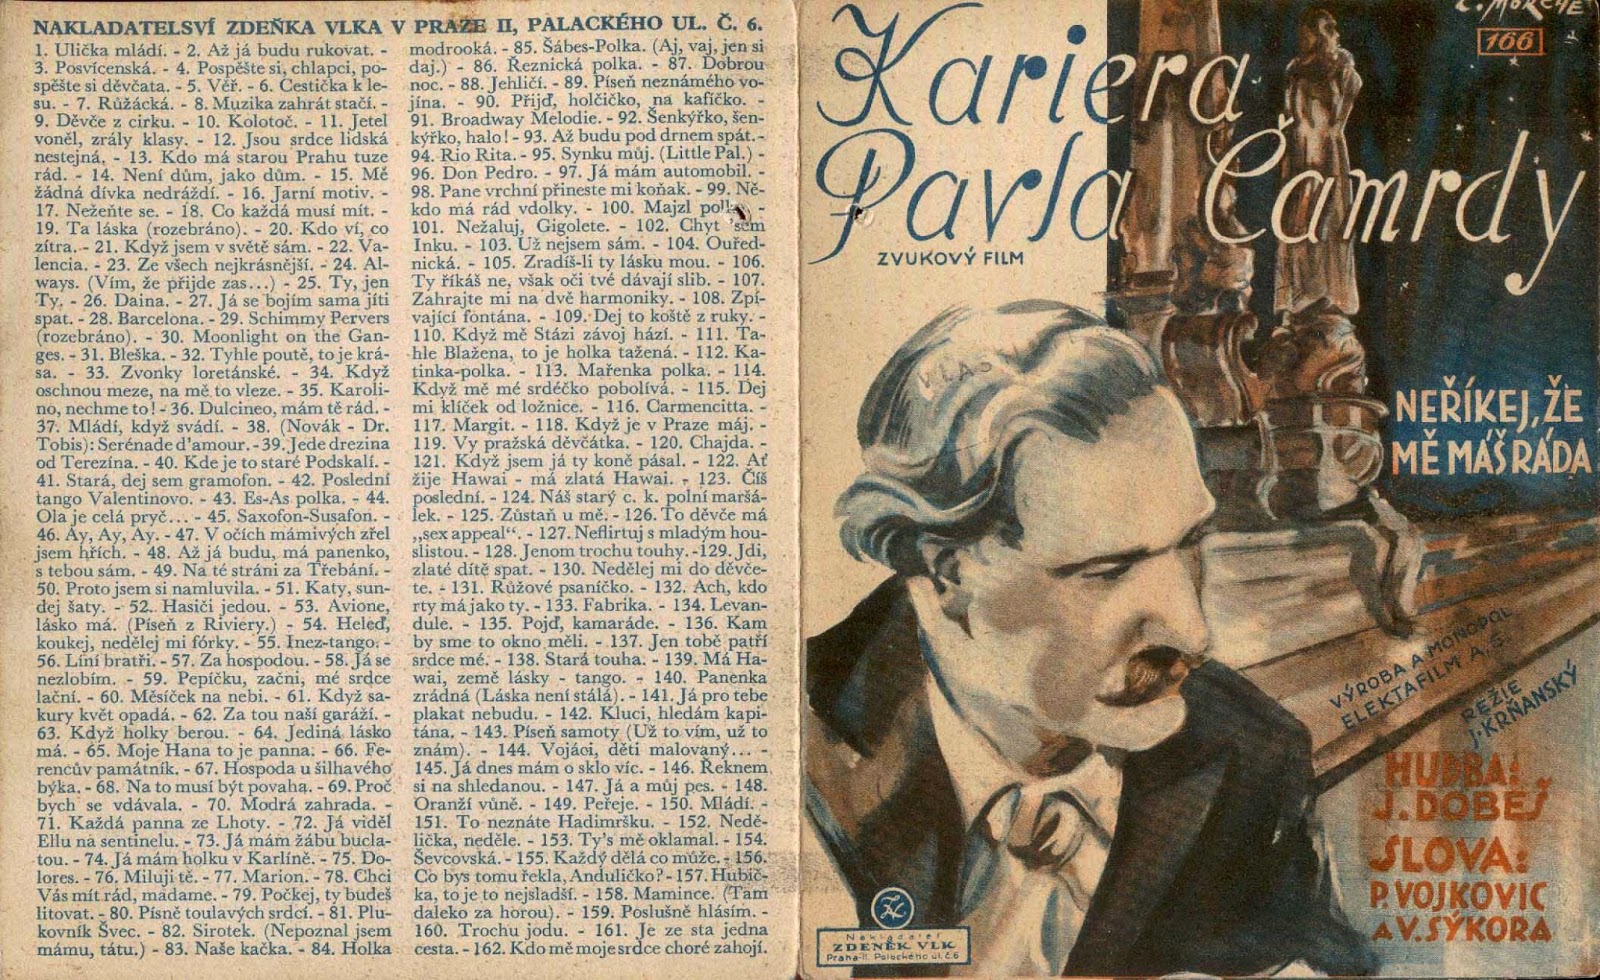 NAKLADATELSVÍ ZDEŇKA VLKA V PRAZE II, PALACKÉHO UL. Č. 6.
1. Ulička mládí. - 2. Až já budu rukovat. -
3. Posvícenská. - 4. Pospěšte si, chlapci, po-
spěšte si děvčata. - 5. Věř. - 6. Cestička k le-
su. - 7. Růžácká. - 8. Muzika zahrát stačí. -
9. Děvče z cirku. - 10. Kolotoč. - 11. Jetel
voněl, zrály klasy. - 12. Jsou srdce lidská
nestejná. - 13. Kdo má starou Prahu tuze
rád. - 14. Není dům, jako dům. - 15. Mě
žádná dívka nedráždí. - 16. Jarní motiv. -
17. Nežeňte se. - 18. Co každá musí mít. -
19. Ta láska (rozebráno). - 20. Kdo ví, co
zítra. - 21. Když jsem v světě sám. - 22. Va-
lencia. - 23. Ze všech nejkrásnější. - 24. Al-
ways. (Vím, že přijde zas...) - 25. Ty, jen
Ty. - 26. Daina. - 27. Já se bojím sama jíti
spat. - 28. Barcelona. - 29. Schimmy Pervers
(rozebráno). - 30. Moonlight on the Gan-
ges. - 31. Bleška. - 32. Tyhle poutě, to je krá-
sa. - 33. Zvonky loretánské. - 34. Když
oschnou meze, na mě to vleze. - 35. Karoli-
no, nechme to! - 36. Dulcineo, mám tě rád. -
37. Mládí, když svádí. - 38. (Novák - Dr.
Tobis): Serénade d'amour. - 39. Jede drezina
od Terezína. - 40. Kde je to staré Podskalí. -
41. Stará, dej sem gramofon. - 42. Poslední
tango Valentinovo. - 43. Es-As polka. - 44.
Ola je celá pryč... - 45. Saxofon-Susafon. -
46. Ay, Ay, Ay. - 47. V očích mámivých zřel
jsem hřích. - 48. Až já budu, má panenko,
s tebou sám. - 49. Na té stráni za Třebání. -
50. Proto jsem si namluvila. - 51. Katy, sun-
dej šaty. - 52. Hasiči jedou. - 53. Avione,
lásko má. (Píseň z Riviery.) - 54. Heleď,
koukej, nedělej mi fórky. - 55. Inez-tango. -
56. Líní bratři. - 57. Za hospodou. - 58. Já se
nezlobím. - 59. Pepíčku, začni, mé srdce
lační. - 60. Měsíček na nebi. - 61. Když sa-
kury květ opadá. - 62. Za tou naší garáží. -
63. Když holky berou. - 64. Jediná lásko
má. - 65. Moje Hana to je panna. - 66. Fe-
rencův památník. - 67. Hospoda u šilhavého
býka. - 68. Na to musí být povaha. - 69. Proč
bych se vdávala. - 70. Modrá zahrada. -
71. Každá panna ze Lhoty. - 72. Já viděl
Ellu na sentinelu. - 73. Já mám žábu bucla-
tou. - 74. Já mám holku v Karlíně. - 75. Do-
lores. - 76. Miluji tě. - 77. Marion. - 78. Chci
Vás mít rád, madame. - 79. Počkej, ty budeš
litovat. - 80. Písně toulavých srdcí. - 81. Plu-
kovník Švec. - 82. Sirotek. (Nepoznal jsem
mámu, tátu.) - 83. Naše kačka. - 84. Holka
modrooká. - 85. Šábes-Polka. (Aj, vaj, jen si
daj.) - 86. Řeznická polka. - 87. Dobrou
noc. - 88. Jehličí. - 89. Píseň neznámého vo-
jína. - 90. Přijď, holčičko, na kafíčko. -
91. Broadway Melodie. - 92. Šenkýřko, šen-
kýřko, halo! - 93. Až budu pod drnem spát. -
94. Rio Rita. - 95. Synku můj. (Little Pal.) -
96. Don Pedro. - 97. Já mám automobil. -
98. Pane vrchní přineste mi koňak. - 99. Ně-
kdo má rád vdolky. - 100. Majzl polka. -
101. Nežaluj, Gigolete. - 102. Chyt 'sem
Inku. - 103. Už nejsem sám. - 104. Ouřed-
nická. - 105. Zradíš-li ty lásku mou. - 106.
Ty říkáš ne, však oči tvé dávají slib. - 107.
Zahrajte mi na dvě harmoniky. - 108. Zpí-
vající fontána. - 109. Dej to koště z ruky. -
110. Když mě Stázi závoj hází. - 111. Ta-
hle Blažena, to je holka tažená. - 112. Ka-
tinka-polka. - 113. Mařenka polka. - 114.
Když mě mé srdéčko pobolívá. - 115. Dej
mi klíček od ložnice. - 116. Carmencitta. -
117. Margit. - 118. Když je v Praze máj. -
119. Vy pražská děvčátka. - 120. Chajda. -
121. Když jsem já ty koně pásal. - 122. Ať
žije Hawai - má zlatá Hawai. - 123. Číš
poslední. - 124. Náš starý c. k. polní maršá-
lek. - 125. Zůstaň u mě. - 126. To děvče má
„sex appeal“. - 127. Neflirtuj s mladým hou-
slistou. - 128. Jenom trochu touhy. - 129. Jdi,
zlaté dítě spat. - 130. Nedělej mi do děvče-
te. - 131. Růžové psaníčko. - 132. Ach, kdo
rty má jako ty. - 133. Fabrika. - 134. Levan-
dule. - 135. Pojď, kamaráde. - 136. Kam
by sme to okno měli. - 137. Jen tobě patří
srdce mé. - 138. Stará touha. - 139. Má Ha-
wai, země lásky - tango. - 140. Panenka
zrádná (Láska není stálá). - 141. Já pro tebe
plakat nebudu. - 142. Kluci, hledám kapi-
tána. - 143. Píseň samoty (Už to vím, už to
znám). - 144. Vojáci, děti malovaný... -
145. Já dnes mám o sklo víc. - 146. Řeknem
si na shledanou. - 147. Já a můj pes. - 148.
Oranží vůně. - 149. Peřeje. - 150. Mládí. -
151. To neznáte Hadimršku. - 152. Nedě-
lička, neděle. - 153. Ty's mě oklamal. - 154.
Ševcovská. - 155. Každý dělá co může. - 156.
Co bys tomu řekla, Anduličko? - 157. Hubič-
ka, to je to nejsladší. - 158. Mamince. (Tam
daleko za horou). - 159. Poslušně hlásím. -
160. Trochu jodu. - 161. Je ze sta jedna
cesta. - 162. Kdo mě moje srdce choré zahojí.
166
Kariera
Pavla Čamrdy
ZVUKOVÝ FILM
VLAS
NEŘÍKEJ, ŽE
MĚ MÁŠ RÁDA
VÝROBA A MONOPOL
ELEKTAFILM A. S.
REŽIE
J. KRŇANSKÝ
HUDBA:
J. DOBEŠ
SLOVA:
P. VOJKOVIC
A V. SÝKORA
Nakladatel
ZDENĚK VLK
Praha-II. Palackého ul. č. 6